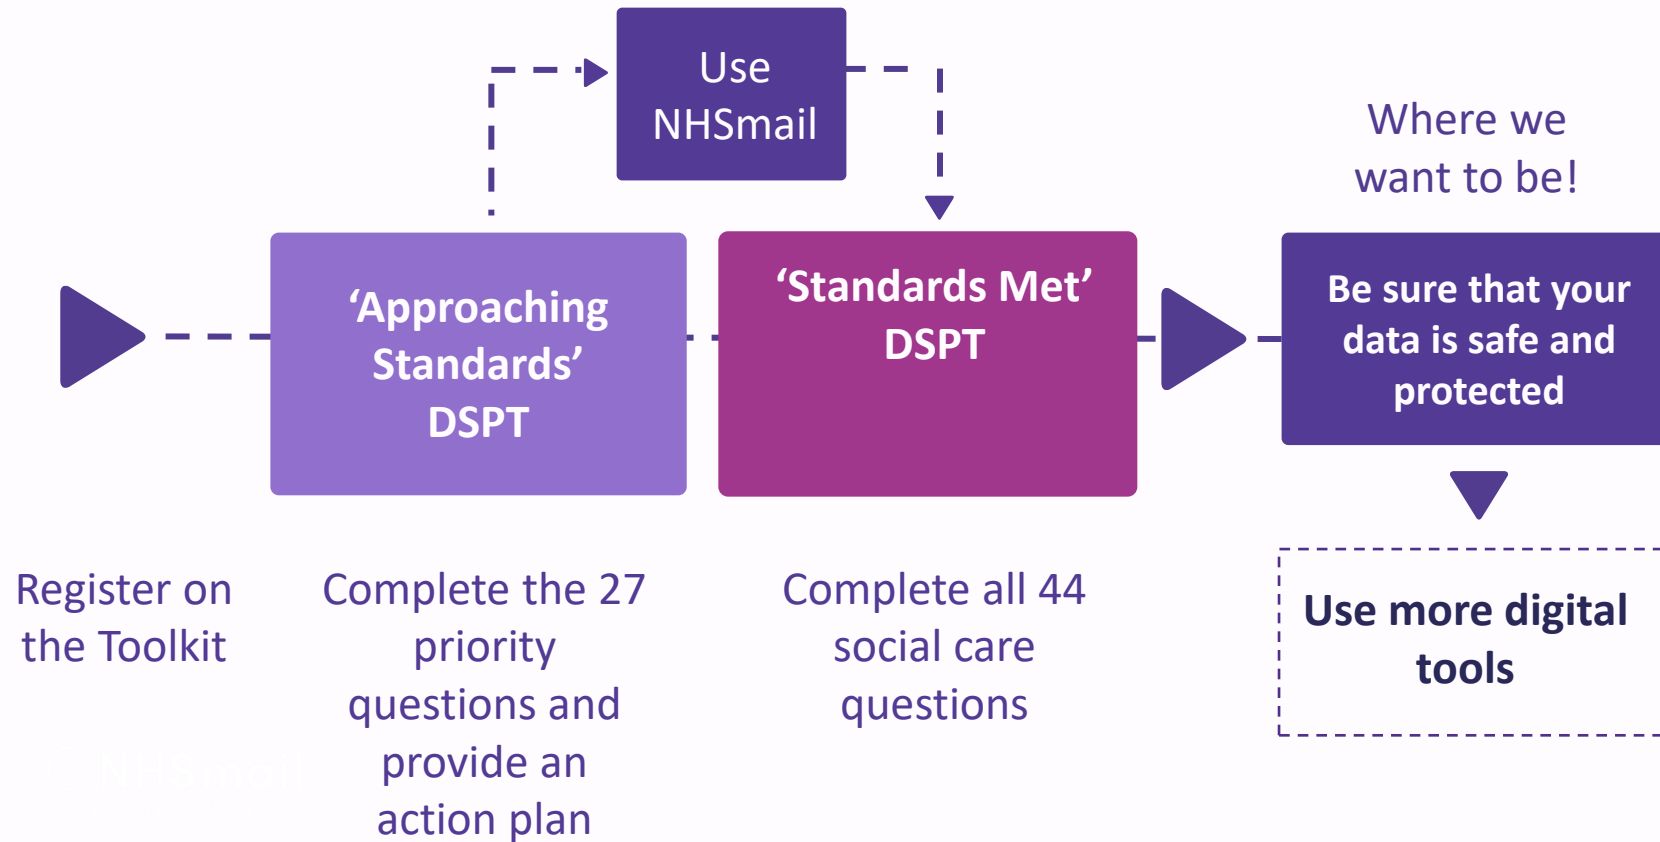 Use
NHSmail
Where we
want to be!
‘Approaching
Standards’
DSPT
‘Standards Met’
DSPT
Be sure that your
data is safe and
protected
Register on
the Toolkit
Complete the 27
priority
questions and
provide an
action plan
Complete all 44
social care
questions
Use more digital
tools